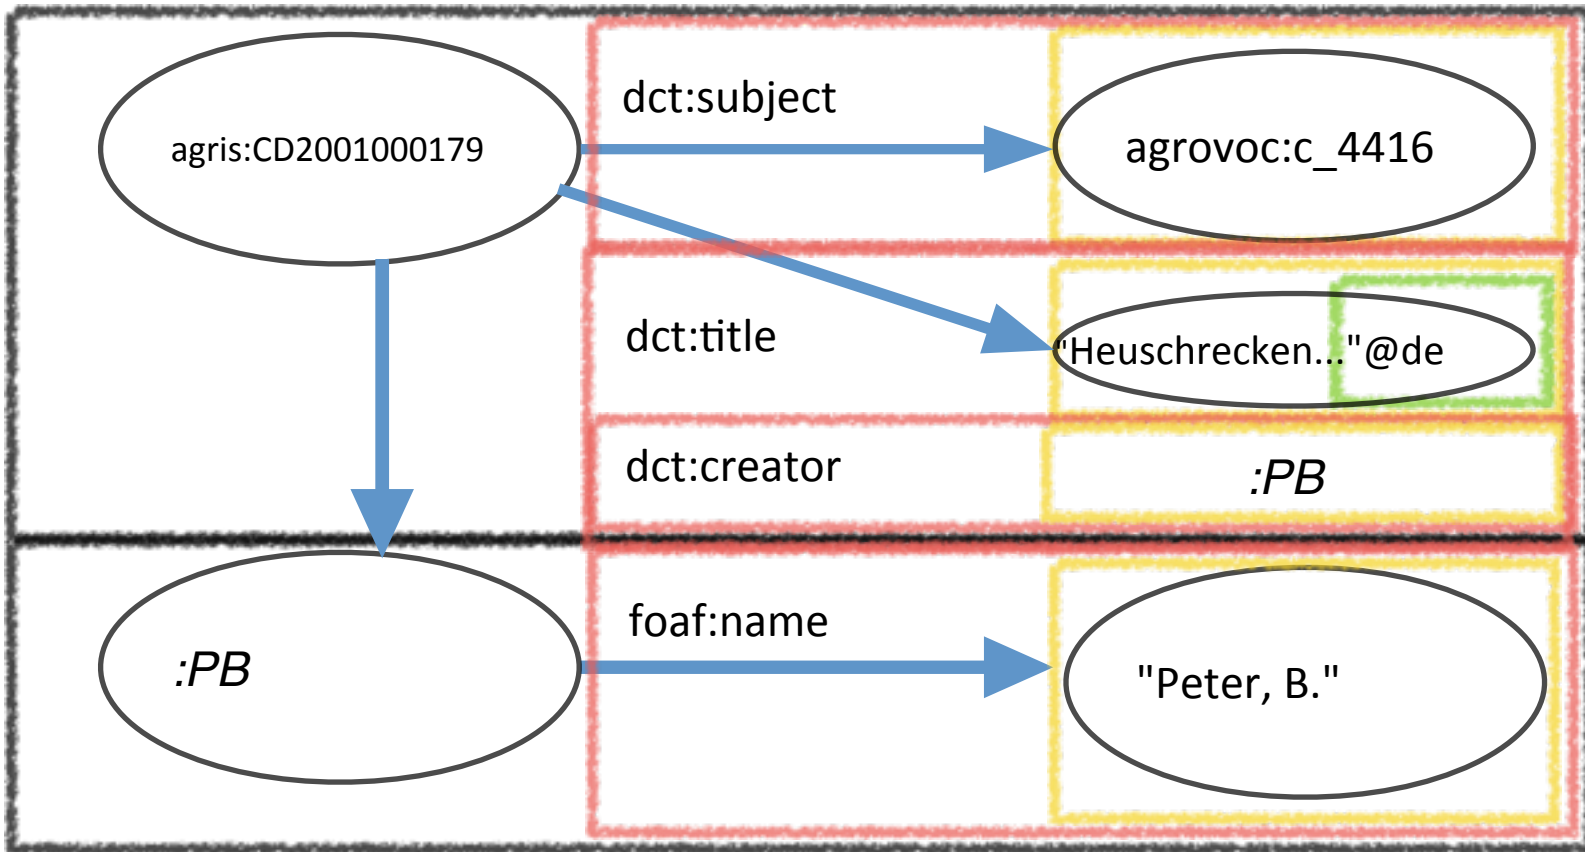 dct:subject
agris:CD2001000179
agrovoc:c_4416
dct:title
"Heuschrecken..."@de
dct:creator
:PB
foaf:name
:PB
"Peter, B."